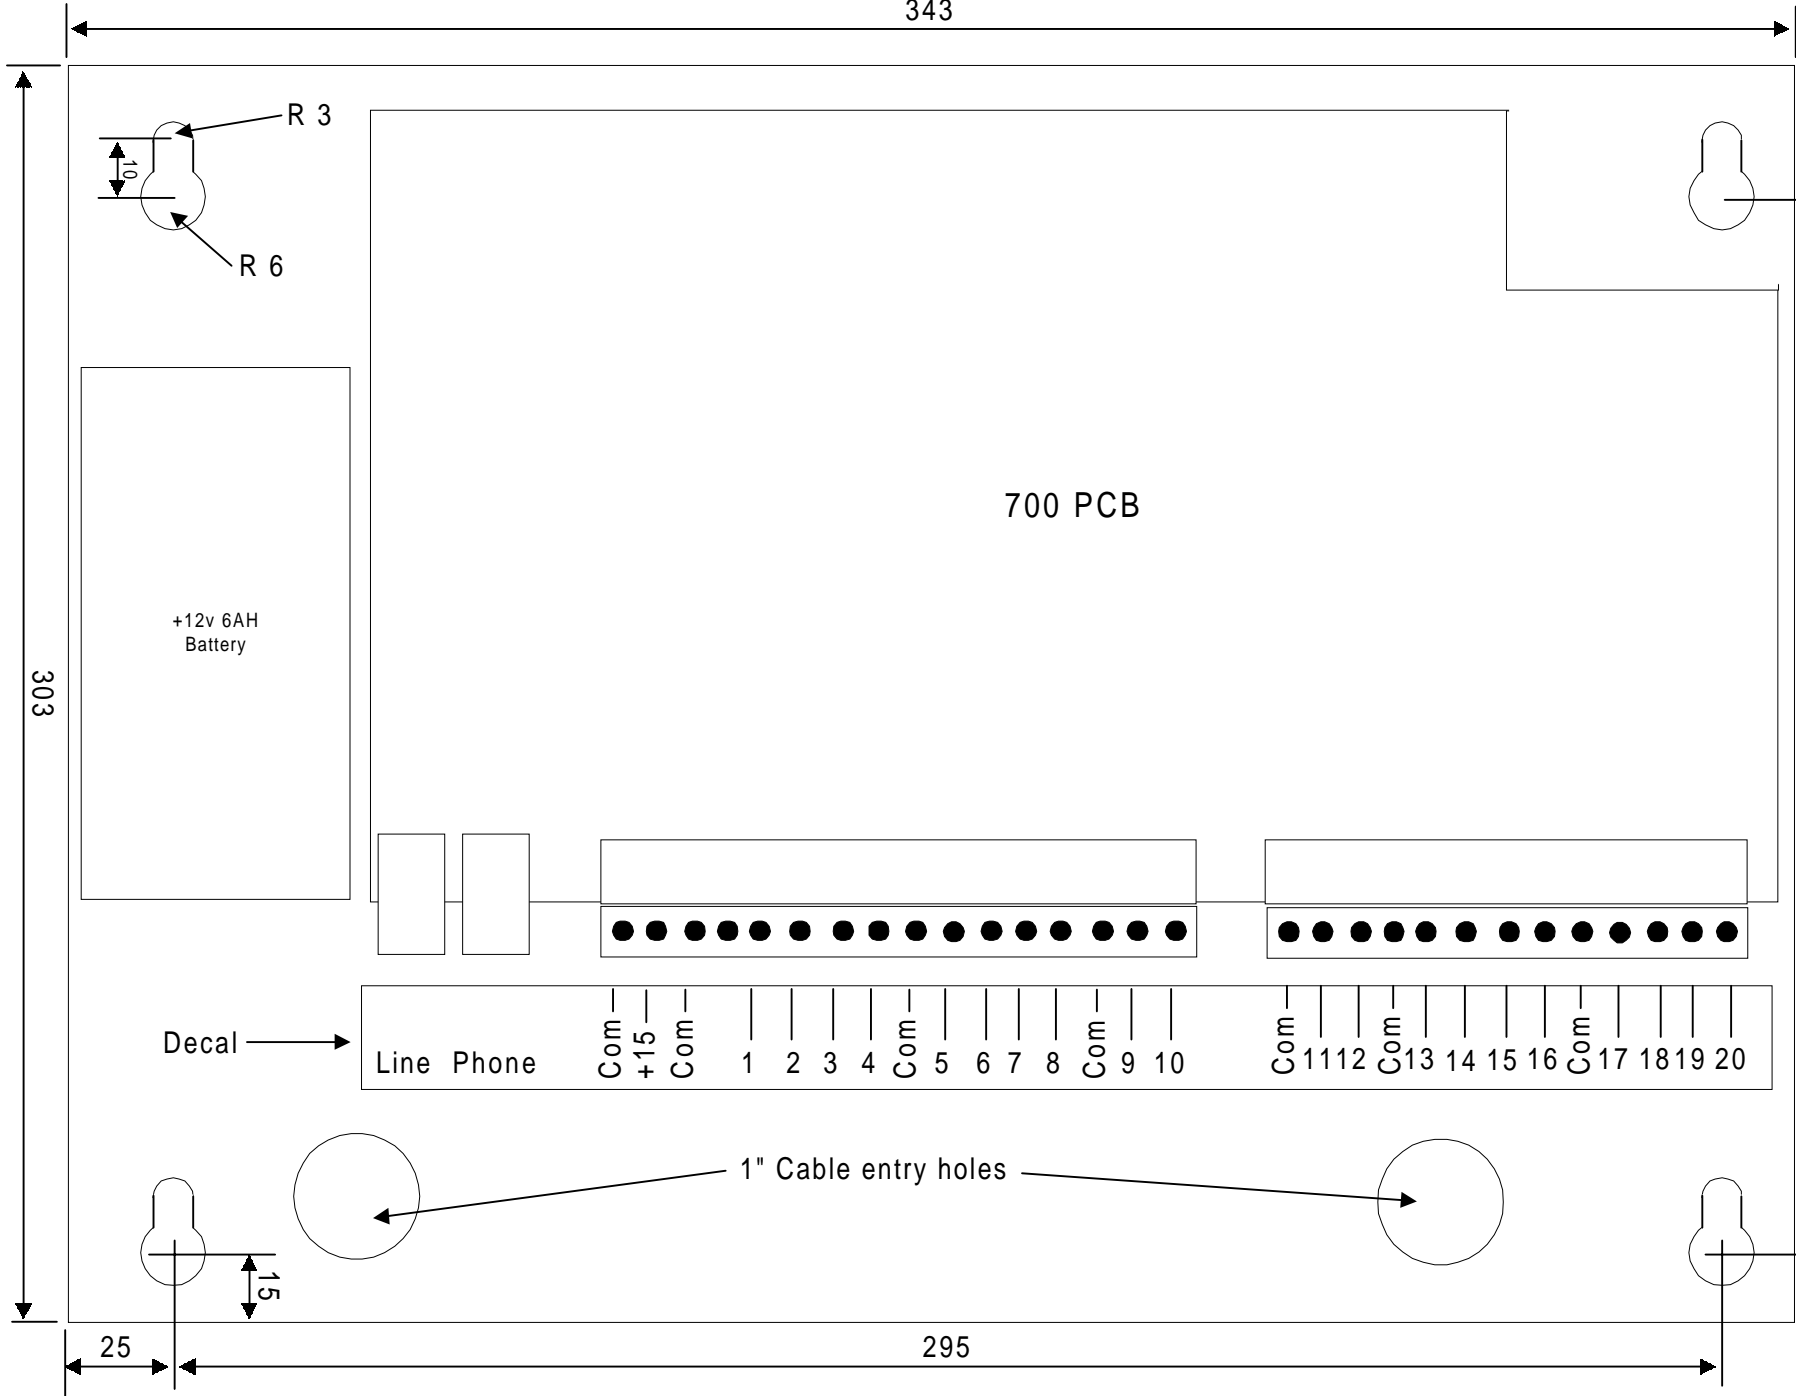 343
R 3
10
R 6
700 PCB
+12v 6AH
Battery
303
Decal
Line Phone Com +15 Com 1 2 3 4 Com 5 6 7 8 Com 9 10 Com 11 12 Com 13 14 15 16 Com 17 18 19 20
1" Cable entry holes
15
25
295